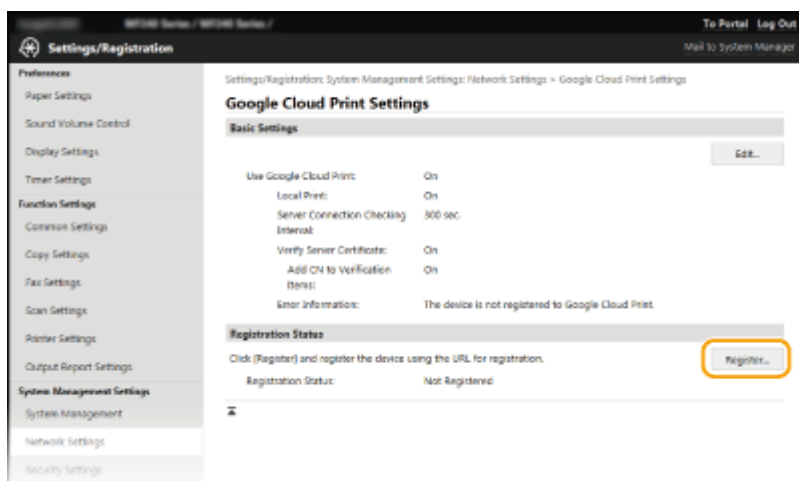 MF240 Series / MF240 Series /
To Portal Log Out
Settings/Registration
Mail to System Manager
Preferences
Paper Settings
Sound Volume Control
Display Settings
Timer Settings
Function Settings
Common Settings
Copy Settings
Fax Settings
Scan Settings
Printer Settings
Output Report Settings
System Management Settings
System Management
Network Settings
Security Settings
Settings/Registration: System Management Settings: Network Settings > Google Cloud Print Settings
Google Cloud Print Settings
Basic Settings
Edit...
Use Google Cloud Print: On
Local Print: On
Server Connection Checking 300 sec.
Interval:
Verify Server Certificate: On
Add CN to Verification On
Items:
Error Information: The device is not registered to Google Cloud Print.
Registration Status
Click [Register] and register the device using the URL for registration.
Register...
Registration Status: Not Registered